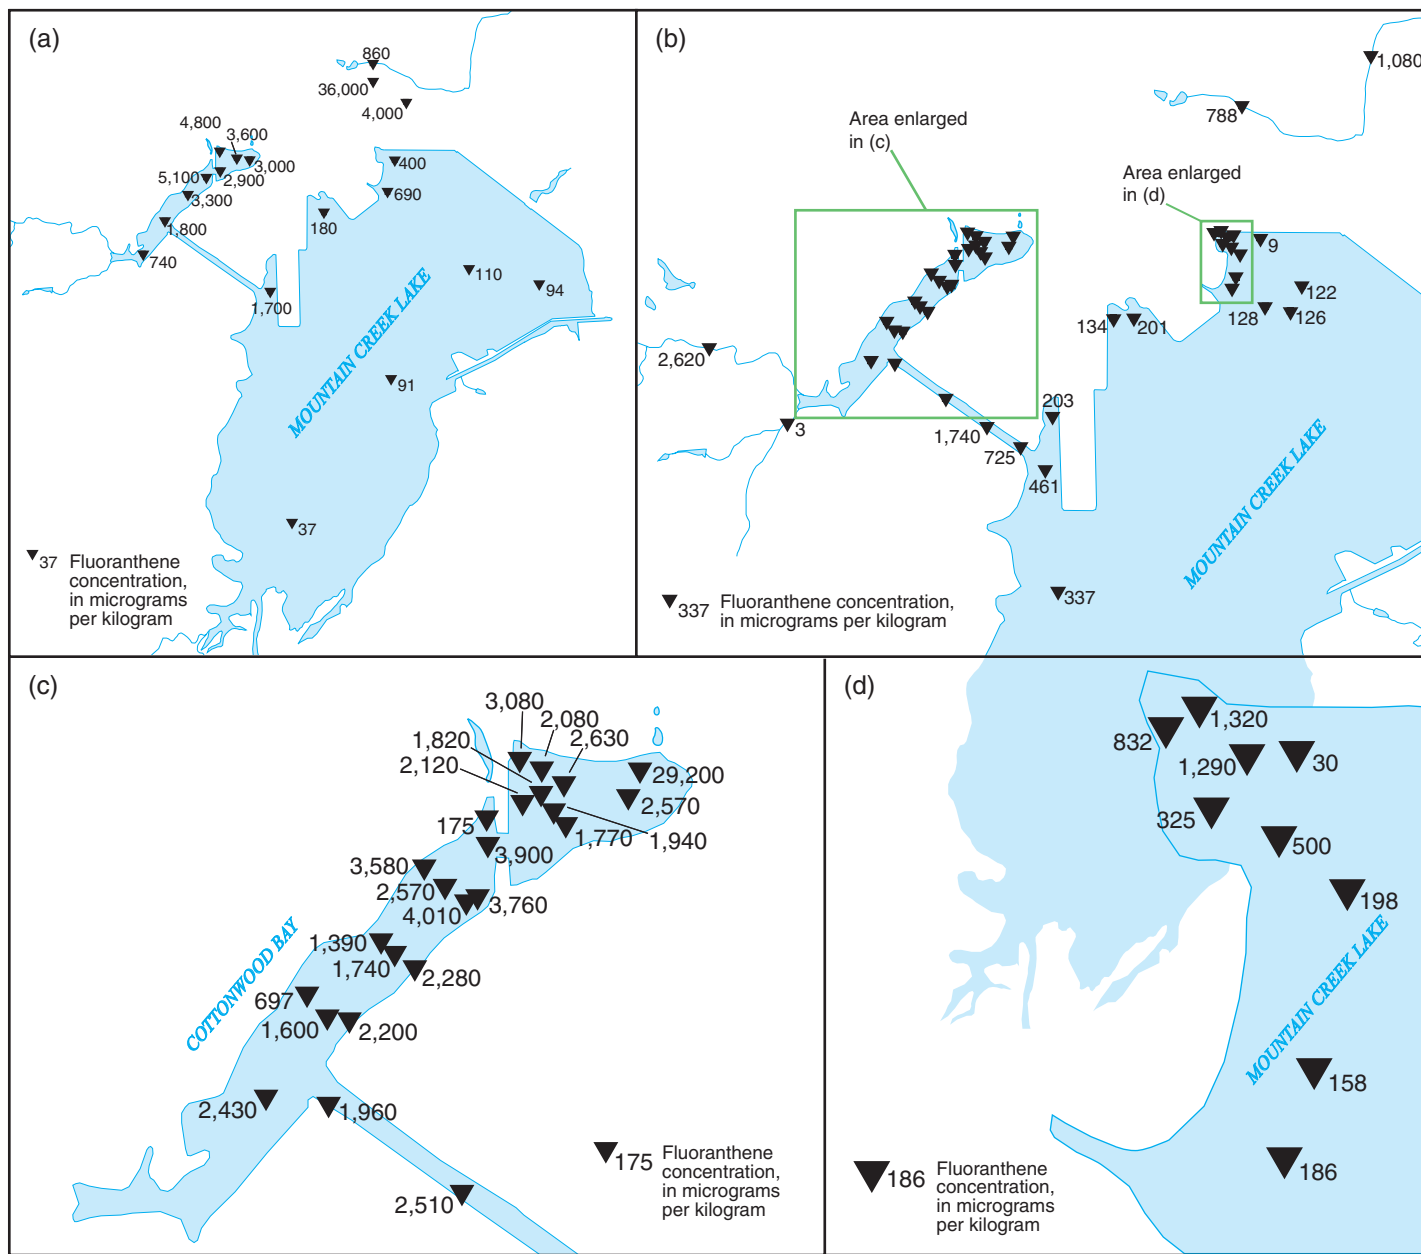 (a)
860
36,000
4,000
4,800
3,600
3,000
5,100
2,900
3,300
1,800
740
1,700
400
690
180
110
94
91
37
MOUNTAIN CREEK LAKE
37 Fluoranthene
concentration,
in micrograms
per kilogram
(b)
1,080
788
Area enlarged
in (c)
Area enlarged
in (d)
9
122
128
126
134
201
2,620
3
203
1,740
725
461
337
MOUNTAIN CREEK LAKE
337 Fluoranthene concentration,
in micrograms per kilogram
(c)
3,080
2,080
1,820
2,630
2,120
29,200
2,570
175
1,770
1,940
3,900
3,580
2,570
4,010
3,760
1,390
1,740
2,280
697
1,600
2,200
2,430
1,960
2,510
COTTONWOOD BAY
175 Fluoranthene
concentration,
in micrograms
per kilogram
(d)
1,320
832
1,290
30
325
500
198
158
186
MOUNTAIN CREEK LAKE
186 Fluoranthene
concentration,
in micrograms
per kilogram